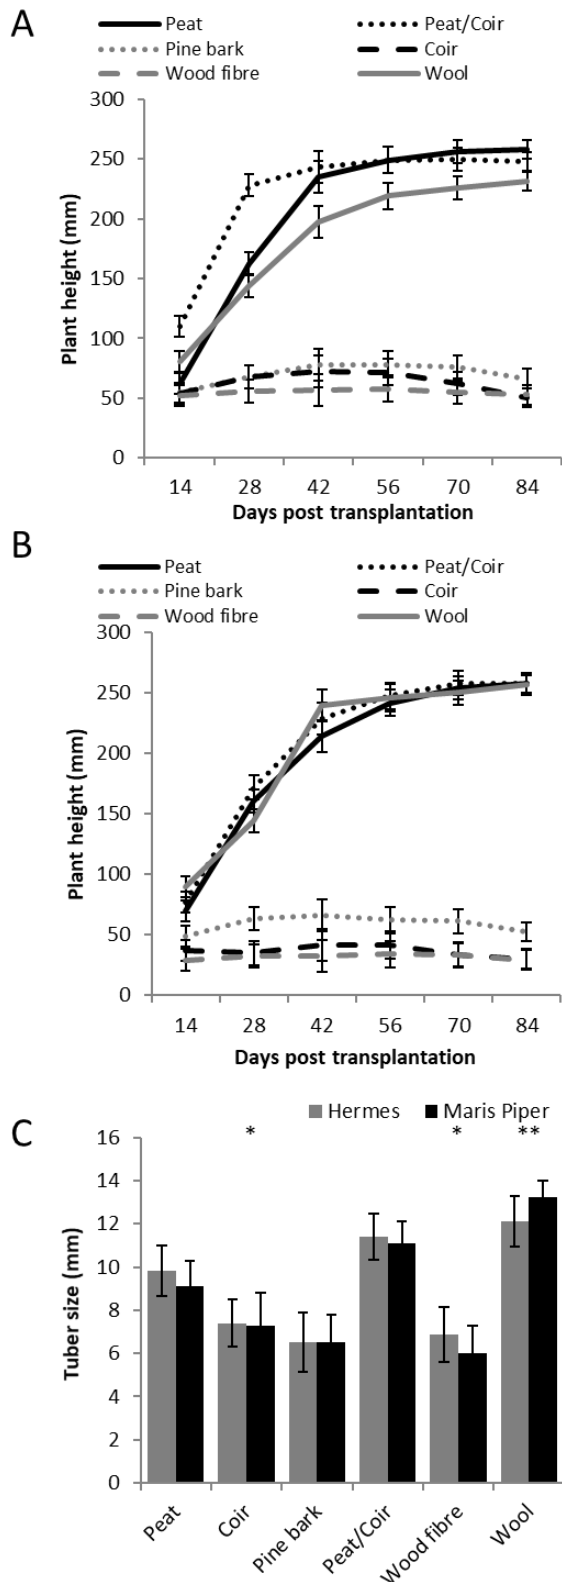 A
Peat
Peat/Coir
Pine bark
Coir
Wood fibre
Wool
300
250
200
150
100
50
0
Plant height (mm)
14 28 42 56 70 84
Days post transplantation
B
Peat
Peat/Coir
Pine bark
Coir
Wood fibre
Wool
300
250
200
150
100
50
0
Plant height (mm)
14 28 42 56 70 84
Days post transplantation
C
Hermes Maris Piper
* * **
16
14
12
10
8
6
4
2
0
Tuber size (mm)
Peat
Coir
Pine bark
Peat/Coir
Wood fibre
Wool